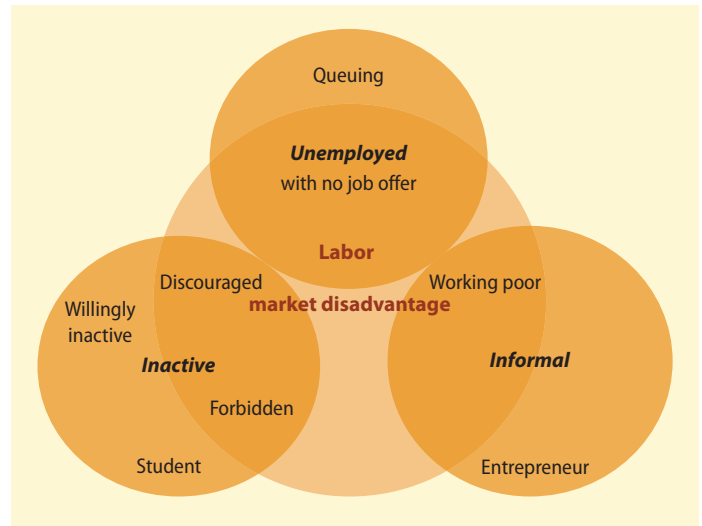 Queuing
Unemployed
with no job offer
Labor
market disadvantage
Discouraged
Willingly
inactive
Inactive
Forbidden
Student
Working poor
Informal
Entrepreneur